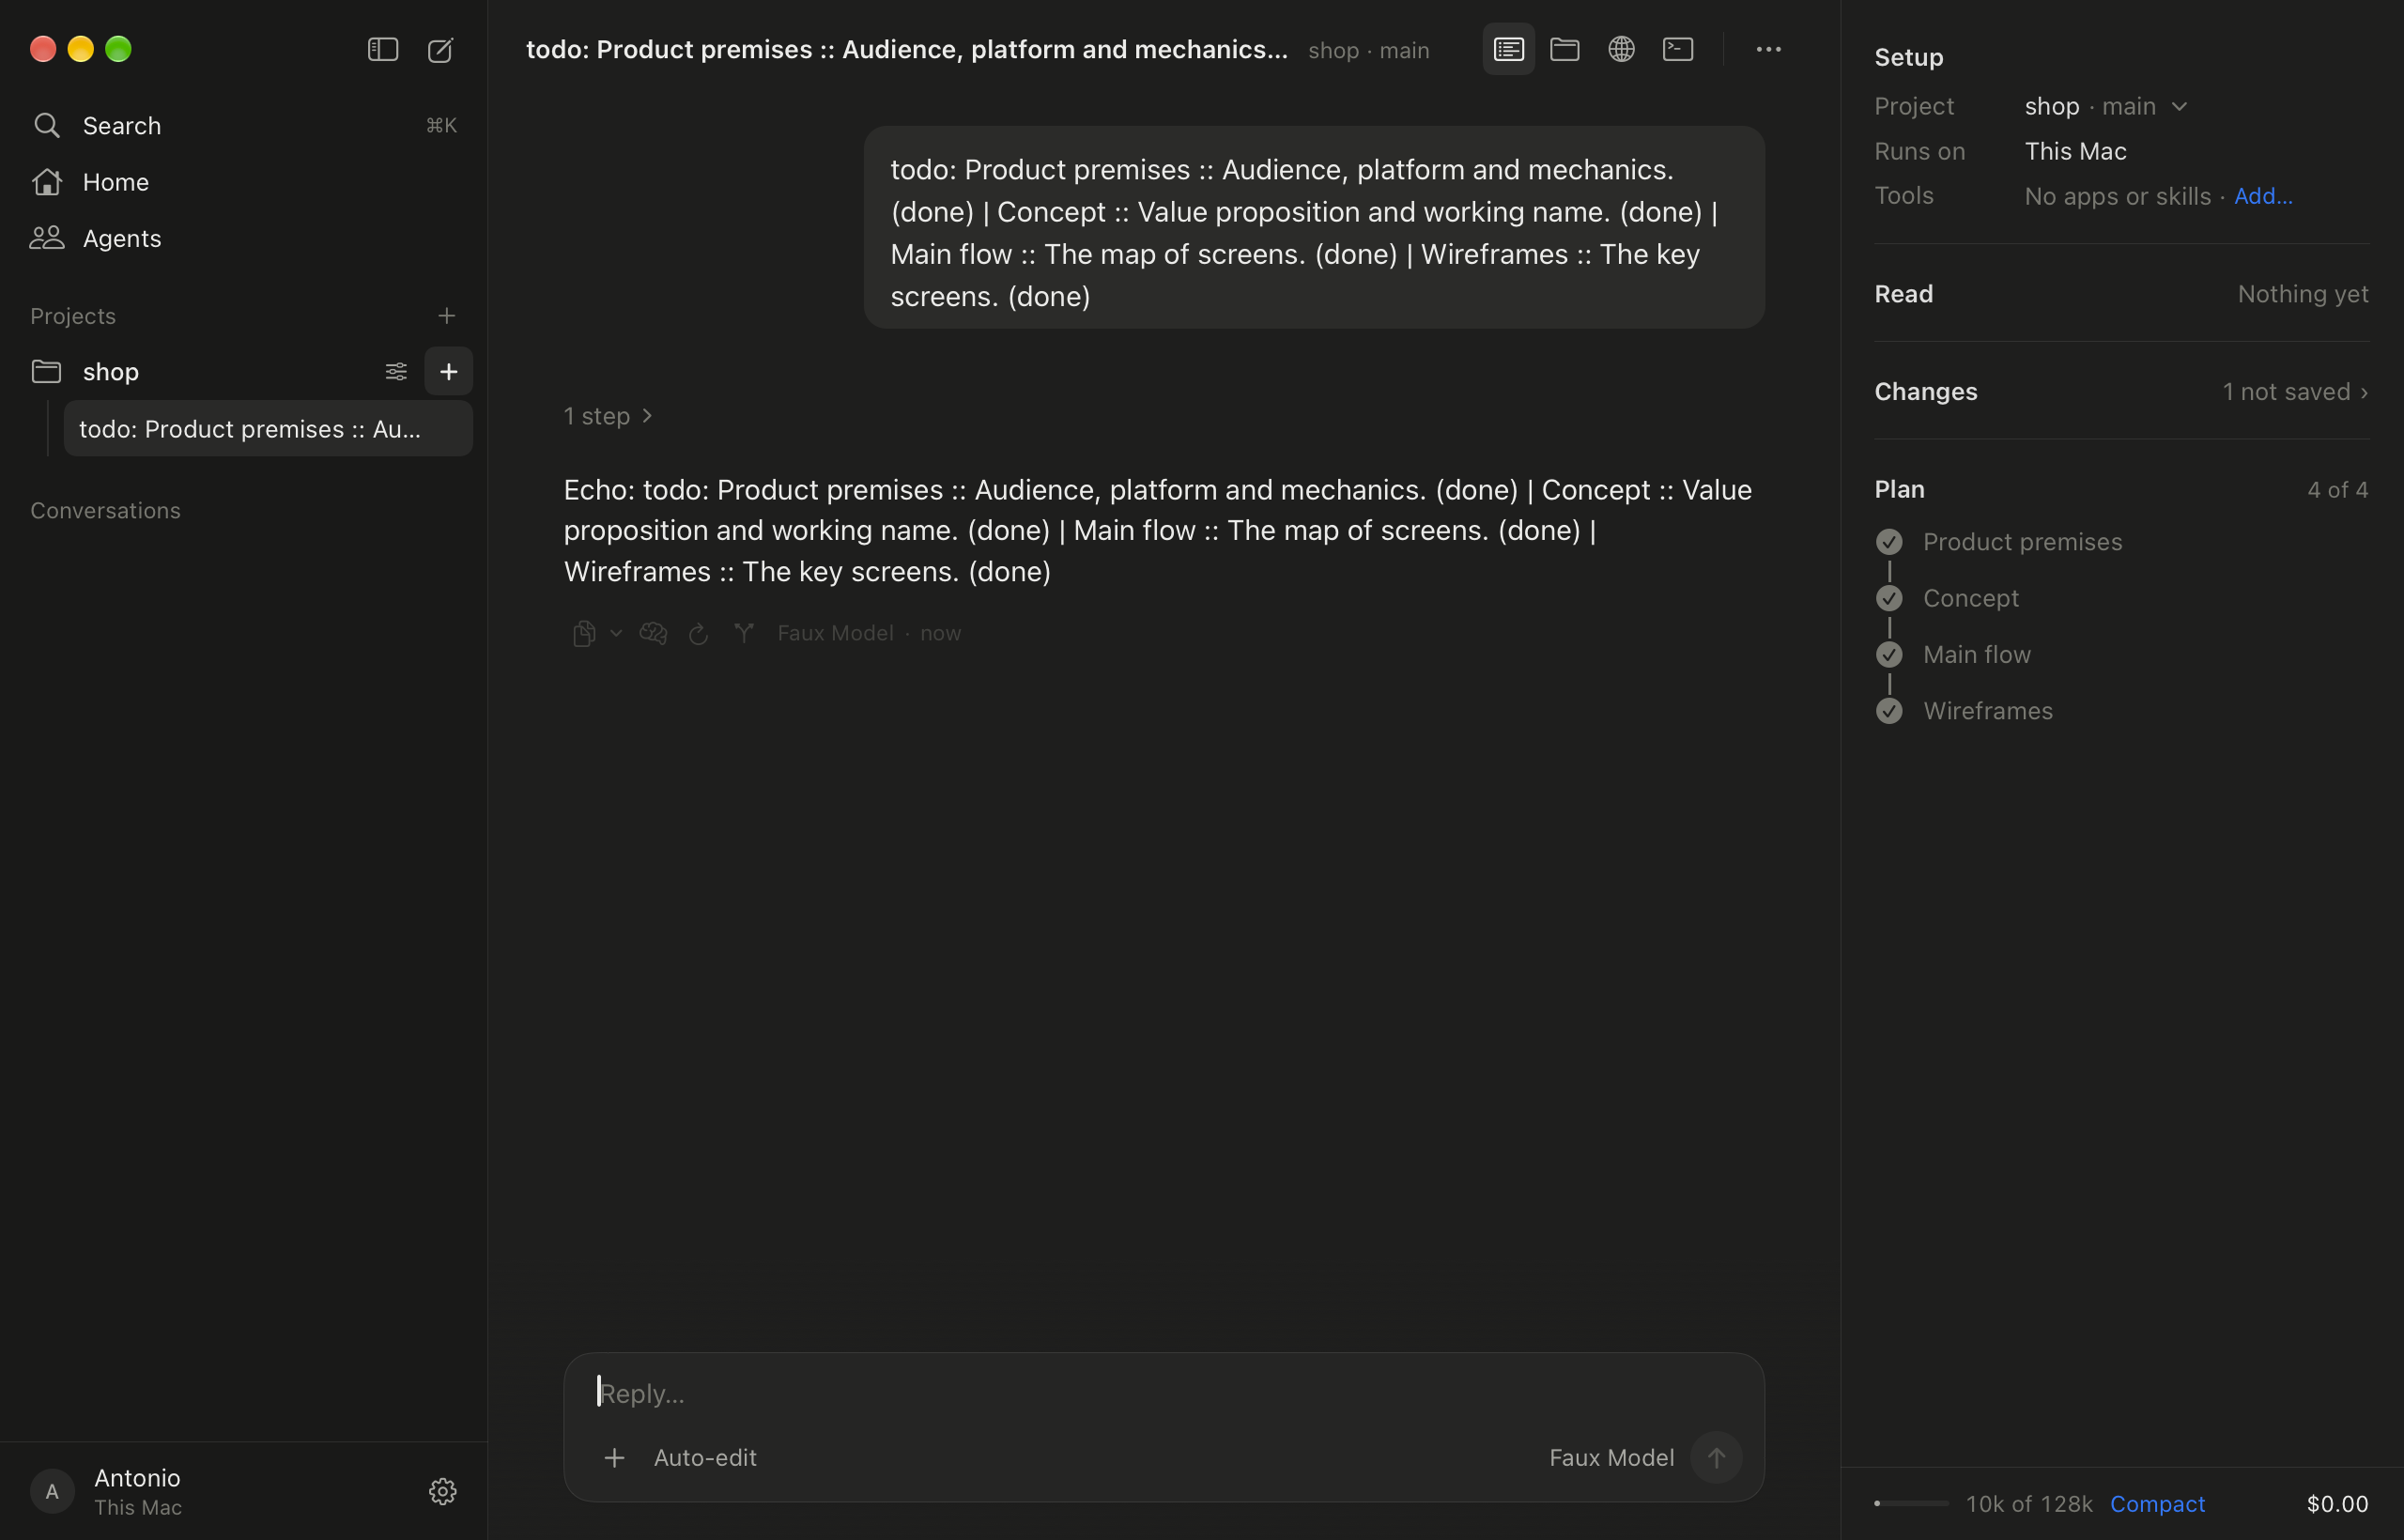 Search ⌘K
Home
Agents
Projects
shop
todo: Product premises :: Au...
Conversations
A
Antonio
This Mac
todo: Product premises :: Audience, platform and mechanics... shop · main
todo: Product premises :: Audience, platform and mechanics.
(done) | Concept :: Value proposition and working name. (done) |
Main flow :: The map of screens. (done) | Wireframes :: The key
screens. (done)
1 step
Echo: todo: Product premises :: Audience, platform and mechanics. (done) | Concept :: Value
proposition and working name. (done) | Main flow :: The map of screens. (done) |
Wireframes :: The key screens. (done)
Faux Model · now
Reply...
Auto-edit Faux Model
Setup
Project shop · main
Runs on This Mac
Tools No apps or skills · Add...
Read Nothing yet
Changes 1 not saved ›
Plan 4 of 4
Product premises
Concept
Main flow
Wireframes
10k of 128k Compact $0.00